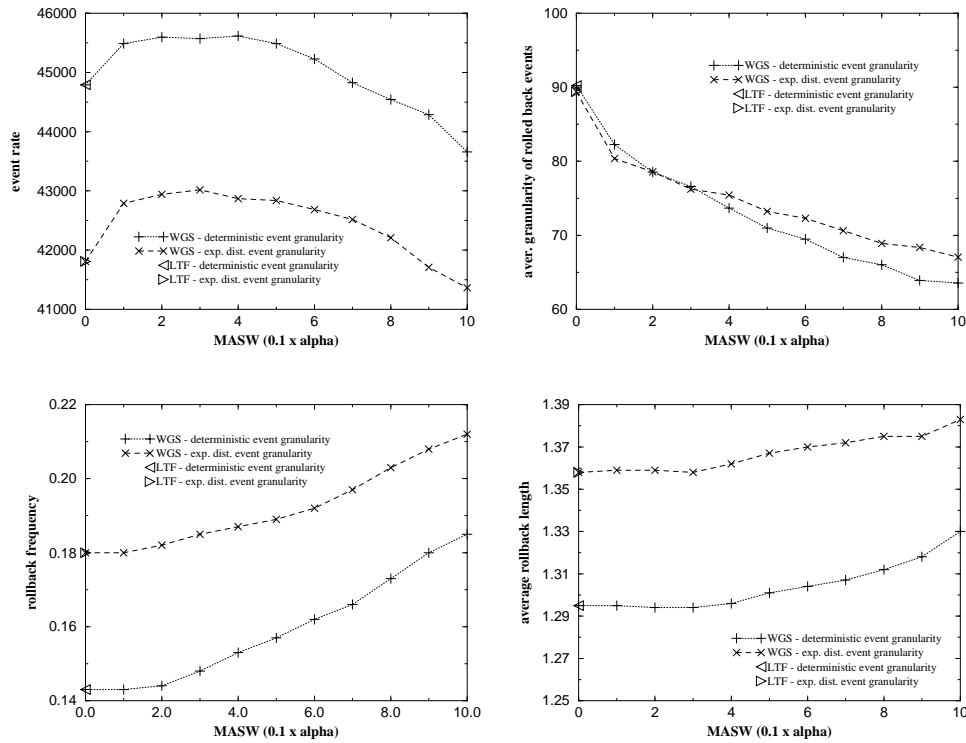 46000
45000
44000
43000
42000
41000
event rate
WGS - deterministic event granularity
WGS - exp. dist. event granularity
LTF - deterministic event granularity
LTF - exp. dist. event granularity
0 2 4 6 8 10
MASW (0.1 x alpha)
100
90
80
70
60
aver. granularity of rolled back events
WGS - deterministic event granularity
WGS - exp. dist. event granularity
LTF - deterministic event granularity
LTF - exp. dist. event granularity
0 2 4 6 8 10
MASW (0.1 x alpha)
0.22
0.20
0.18
0.16
0.14
rollback frequency
WGS - deterministic event granularity
WGS - exp. dist. event granularity
LTF - deterministic event granularity
LTF - exp. dist. event granularity
0.0 2.0 4.0 6.0 8.0 10.0
MASW (0.1 x alpha)
1.39
1.37
1.35
1.33
1.31
1.29
1.27
1.25
average rollback length
WGS - deterministic event granularity
WGS - exp. dist. event granularity
LTF - deterministic event granularity
LTF - exp. dist. event granularity
0 2 4 6 8 10
MASW (0.1 x alpha)